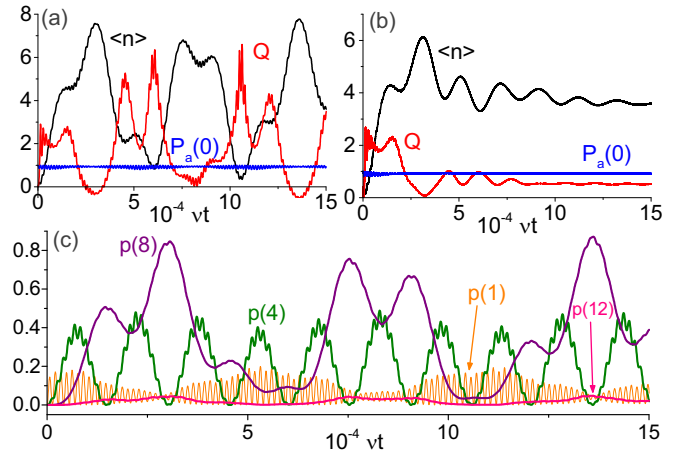 (a)
<n>
Q
P_a(0)
8
6
4
2
0
0 5 10 15
10^-4 νt
(b)
<n>
Q
P_a(0)
6
4
2
0
0 5 10 15
10^-4 νt
(c)
p(8)
p(4)
p(1)
p(12)
0.8
0.6
0.4
0.2
0.0
0 5 10 15
10^-4 νt